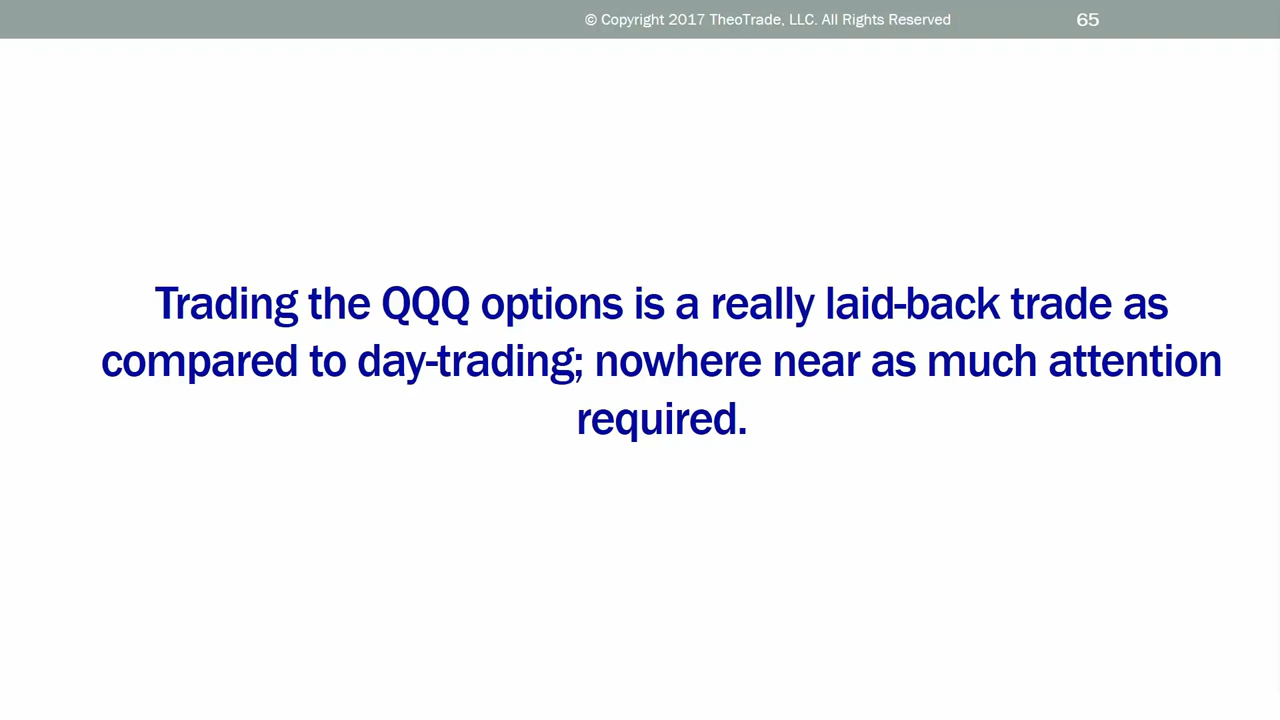 © Copyright 2017 TheoTrade, LLC. All Rights Reserved 65
Trading the QQQ options is a really laid-back trade as
compared to day-trading; nowhere near as much attention
required.